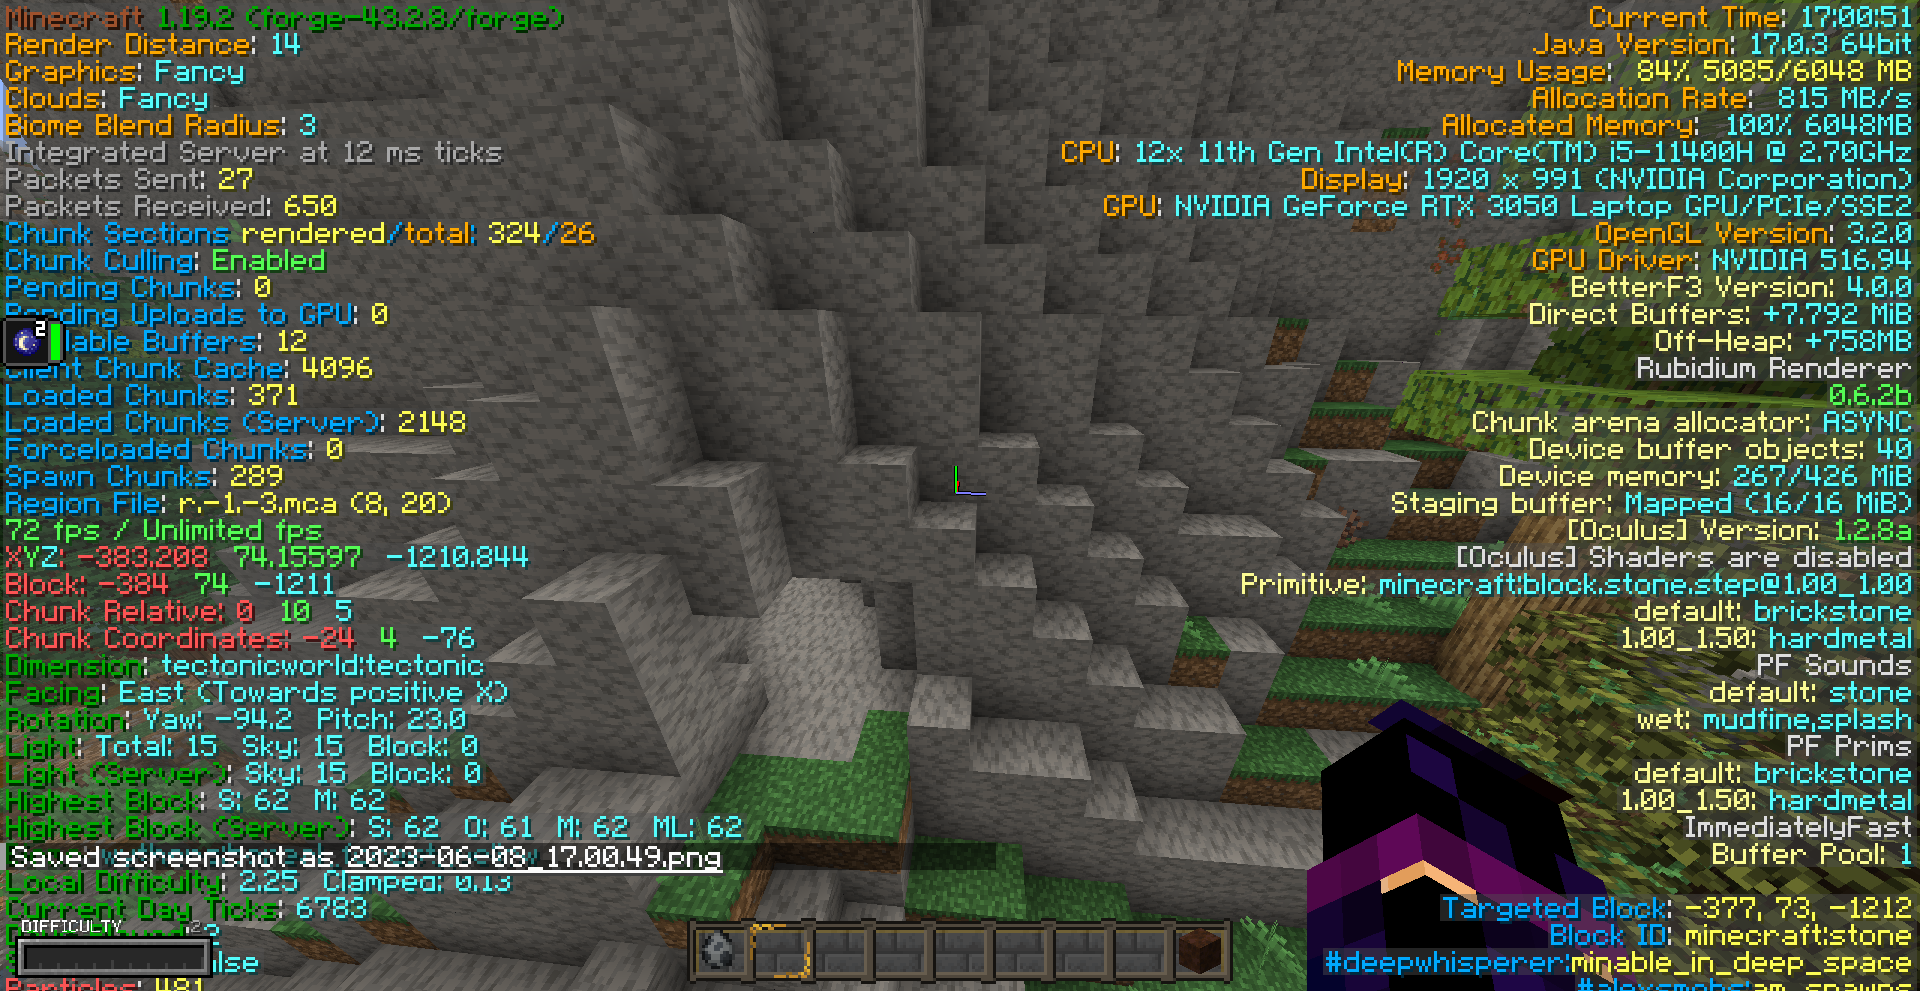 Minecraft 1.19.2 (forge-43.2.8/forge)
Render Distance: 14
Graphics: Fancy
Clouds: Fancy
Biome Blend Radius: 3
Integrated Server at 12 ms ticks
Packets Sent: 27
Packets Received: 650
Chunk Sections rendered/total: 324/26
Chunk Culling: Enabled
Pending Chunks: 0
Pending Uploads to GPU: 0
2
lable Buffers: 12
Client Chunk Cache: 4096
Loaded Chunks: 371
Loaded Chunks (Server): 2148
Forceloaded Chunks: 0
Spawn Chunks: 289
Region File: r.-1.-3.mca (8, 20)
72 fps / Unlimited fps
XYZ: -383.208 74.15597 -1210.844
Block: -384 74 -1211
Chunk Relative: 0 10 5
Chunk Coordinates: -24 4 -76
Dimension: tectonicworld:tectonic
Facing: East (Towards positive X)
Rotation: Yaw: -94.2 Pitch: 23.0
Light: Total: 15 Sky: 15 Block: 0
Light (Server): Sky: 15 Block: 0
Highest Block: S: 62 M: 62
Highest Block (Server): S: 62 O: 61 M: 62 ML: 62
Saved screenshot as 2023-06-08_17.00.49.png
Local Difficulty: 2.25 Clamped: 0.13
Current Day Ticks: 6783
DIFFICULTY
alse
Particles: 481
Current Time: 17:00:51
Java Version: 17.0.3 64bit
Memory Usage: 84% 5085/6048 MB
Allocation Rate: 815 MB/s
Allocated Memory: 100% 6048MB
CPU: 12x 11th Gen Intel(R) Core(TM) i5-11400H @ 2.70GHz
Display: 1920 x 991 (NVIDIA Corporation)
GPU: NVIDIA GeForce RTX 3050 Laptop GPU/PCIe/SSE2
OpenGL Version: 3.2.0
GPU Driver: NVIDIA 516.94
BetterF3 Version: 4.0.0
Direct Buffers: +7.792 MiB
Off-Heap: +758MB
Rubidium Renderer
0.6.2b
Chunk arena allocator: ASYNC
Device buffer objects: 40
Device memory: 267/426 MiB
Staging buffer: Mapped (16/16 MiB)
[Oculus] Version: 1.2.8a
[Oculus] Shaders are disabled
Primitive: minecraft:block.stone.step@1.00_1.00
default: brickstone
1.00_1.50: hardmetal
PF Sounds
default: stone
wet: mudfine,splash
PF Prims
default: brickstone
1.00_1.50: hardmetal
ImmediatelyFast
Buffer Pool: 1
Targeted Block: -377, 73, -1212
Block ID: minecraft:stone
#deepwhisperer:minable_in_deep_space
#alexsmobs:am_spawns